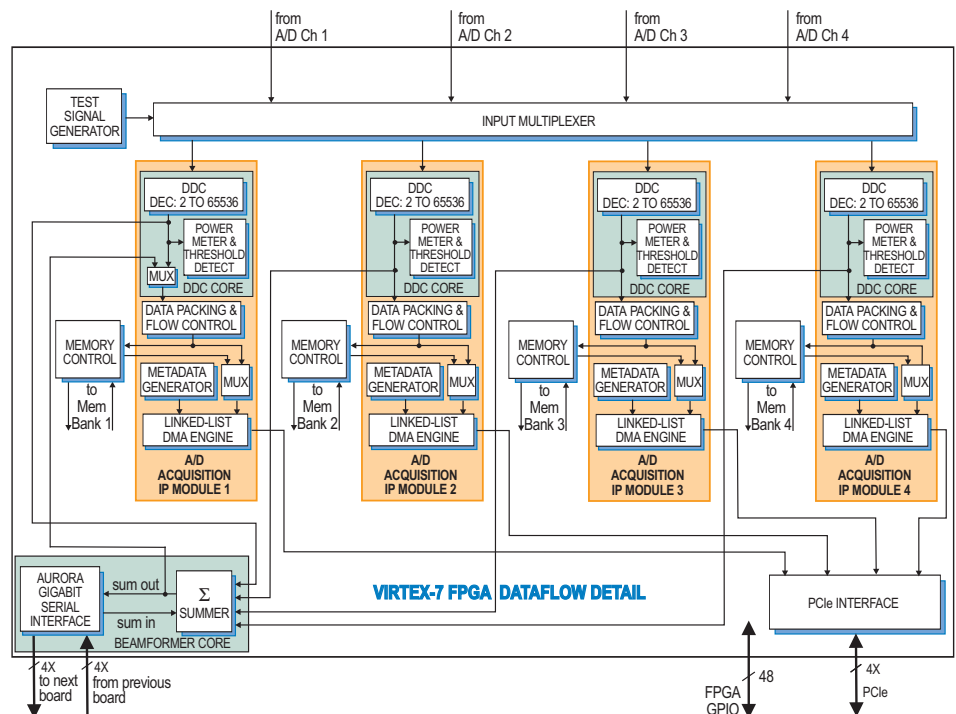 from
A/D Ch 1
from
A/D Ch 2
from
A/D Ch 3
from
A/D Ch 4
TEST
SIGNAL
GENERATOR
INPUT MULTIPLEXER
DDC
DEC: 2 TO 65536
POWER
METER &
THRESHOLD
DETECT
MUX
DDC CORE
DATA PACKING &
FLOW CONTROL
MEMORY
CONTROL
METADATA
GENERATOR
MUX
to
Mem
Bank 1
LINKED-LIST
DMA ENGINE
A/D
ACQUISITION
IP MODULE 1
DDC
DEC: 2 TO 65536
POWER
METER &
THRESHOLD
DETECT
DDC CORE
DATA PACKING &
FLOW CONTROL
MEMORY
CONTROL
METADATA
GENERATOR
MUX
to
Mem
Bank 2
LINKED-LIST
DMA ENGINE
A/D
ACQUISITION
IP MODULE 2
DDC
DEC: 2 TO 65536
POWER
METER &
THRESHOLD
DETECT
DDC CORE
DATA PACKING &
FLOW CONTROL
MEMORY
CONTROL
METADATA
GENERATOR
MUX
to
Mem
Bank 3
LINKED-LIST
DMA ENGINE
A/D
ACQUISITION
IP MODULE 3
DDC
DEC: 2 TO 65536
POWER
METER &
THRESHOLD
DETECT
DDC CORE
DATA PACKING &
FLOW CONTROL
MEMORY
CONTROL
METADATA
GENERATOR
MUX
to
Mem
Bank 4
LINKED-LIST
DMA ENGINE
A/D
ACQUISITION
IP MODULE 4
AURORA
GIGABIT
SERIAL
INTERFACE
sum out
sum in
Σ
SUMMER
BEAMFORMER CORE
VIRTEX-7 FPGA DATAFLOW DETAIL
PCIe INTERFACE
4X
to next
board
4X
from previous
board
48
FPGA
GPIO
4X
PCIe